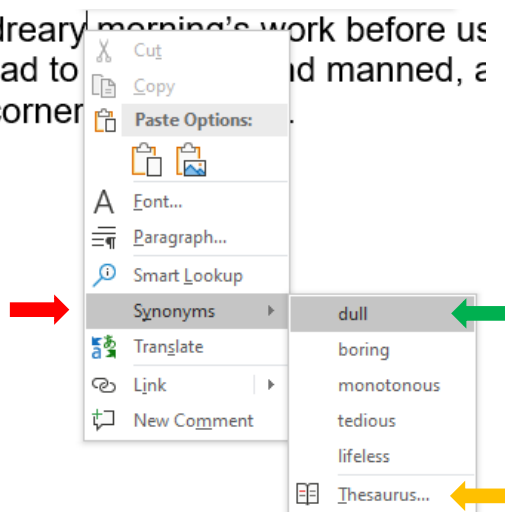 dreary morning's work before us
ad to nd manned, a
corner .
Cut
Copy
Paste Options:
Font...
Paragraph...
Smart Lookup
Synonyms
Translate
Link
New Comment
dull
boring
monotonous
tedious
lifeless
Thesaurus...